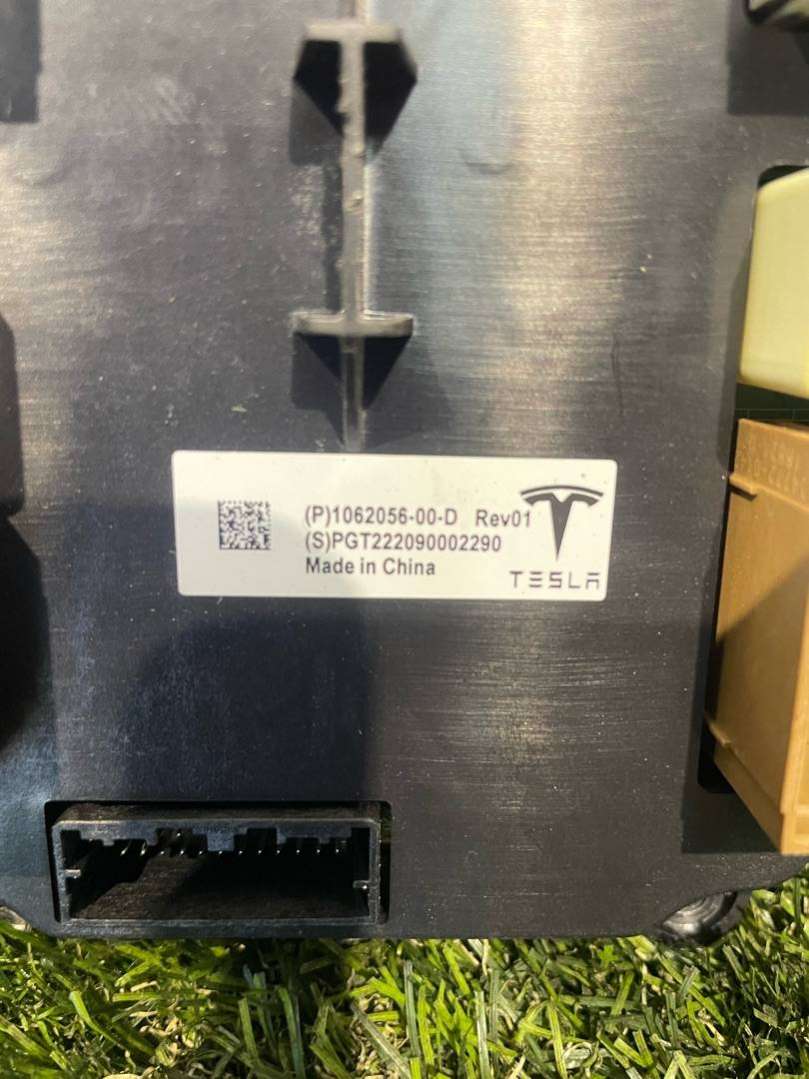 (P)1062056-00-D Rev01
(S)PGT222090002290
Made in China
TESLA